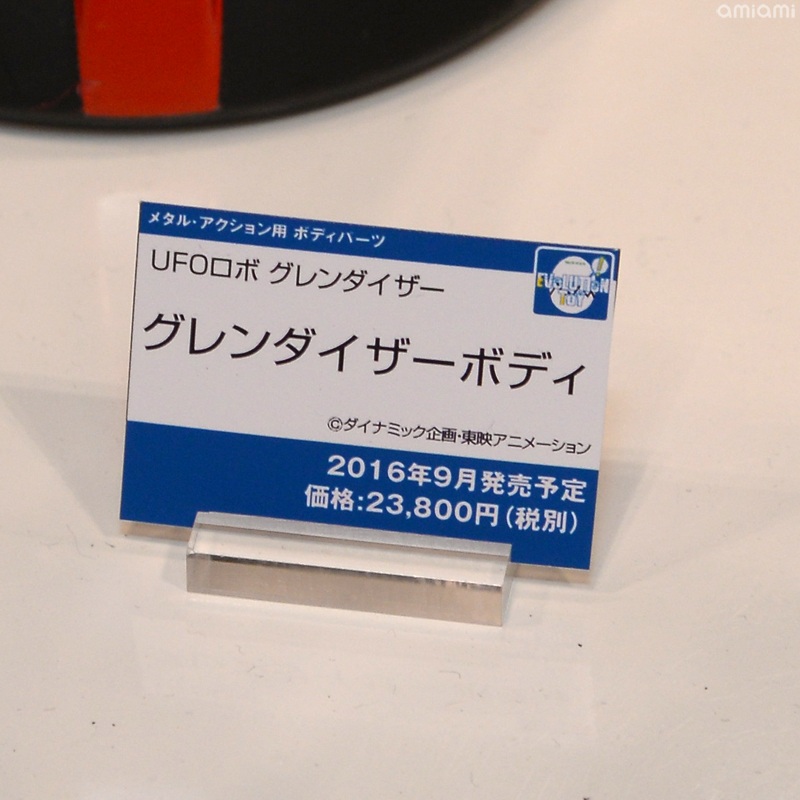 amiami
メタル・アクション用 ボディパーツ
UFOロボ グレンダイザー
EVOLUTION
TOY
グレンダイザーボディ
©ダイナミック企画・東映アニメーション
2016年9月発売予定
価格:23,800円(税別)